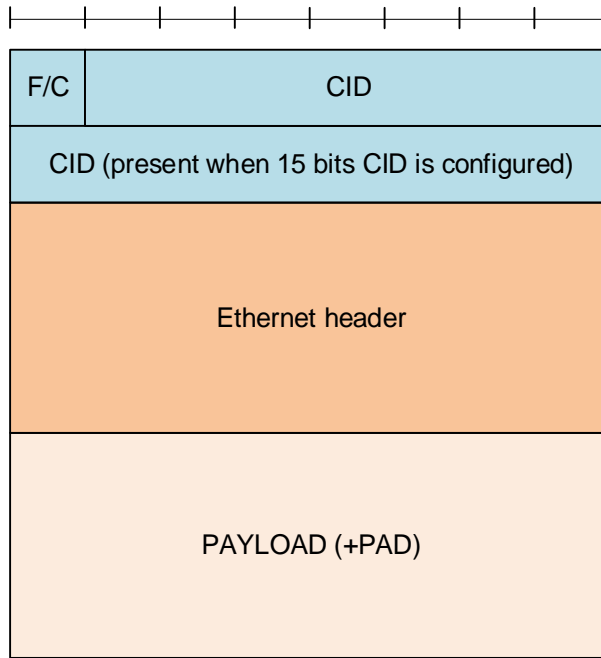 F/C CID
CID (present when 15 bits CID is configured)
Ethernet header
PAYLOAD (+PAD)